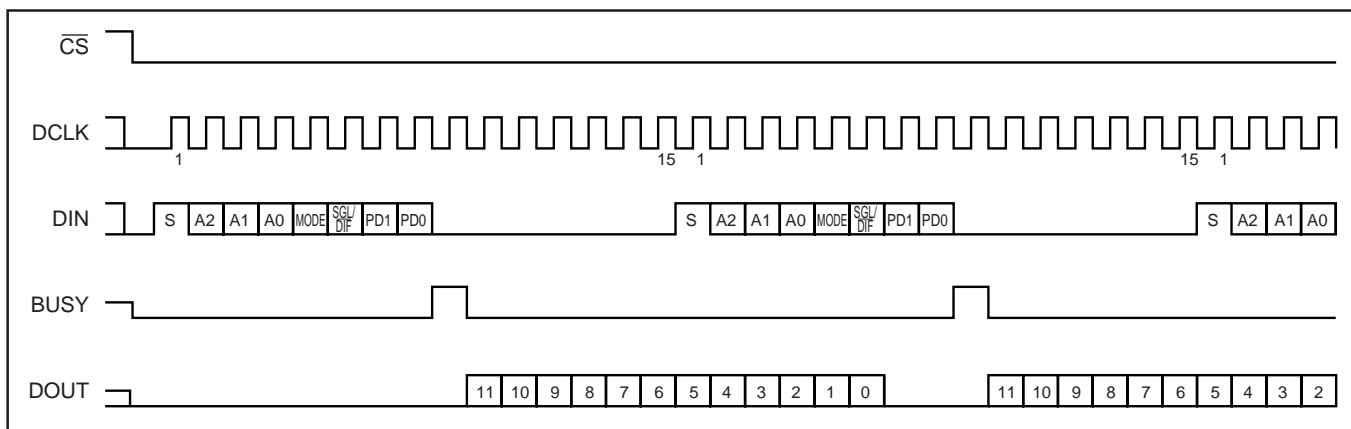 CS
DCLK
1 15 1 15 1
DIN S A2 A1 A0 MODE SGL/DIF PD1 PD0 S A2 A1 A0 MODE SGL/DIF PD1 PD0 S A2 A1 A0
BUSY
DOUT 11 10 9 8 7 6 5 4 3 2 1 0 11 10 9 8 7 6 5 4 3 2